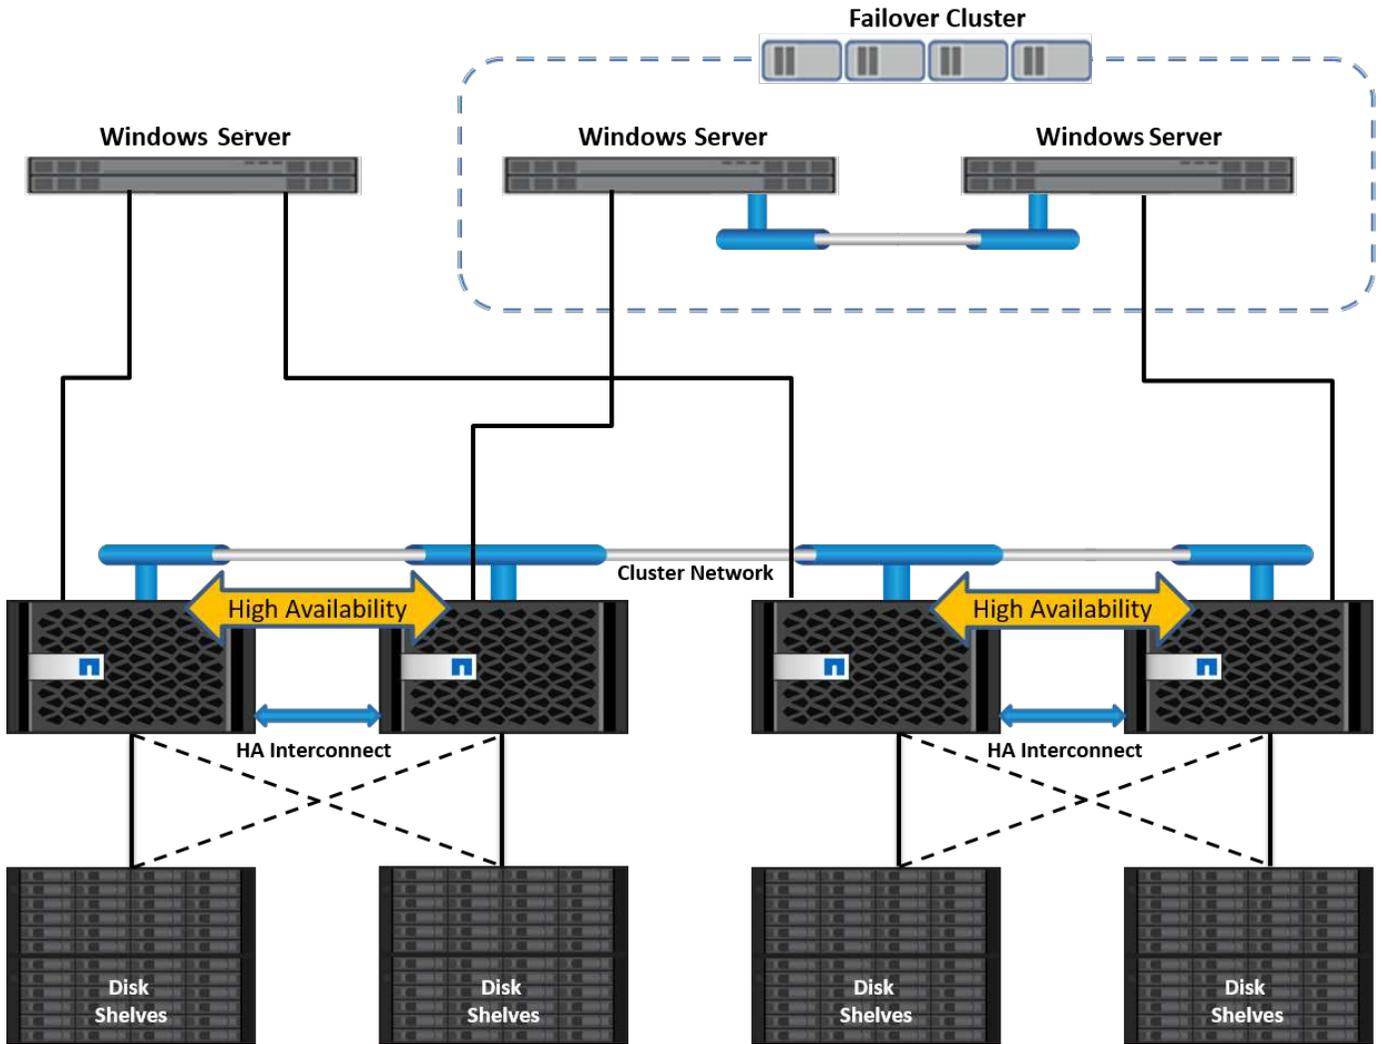 Failover Cluster
Windows Server
Windows Server
Windows Server
Cluster Network
High Availability
High Availability
HA Interconnect
HA Interconnect
Disk
Shelves
Disk
Shelves
Disk
Shelves
Disk
Shelves